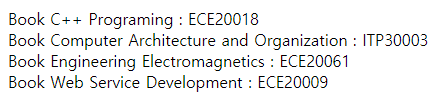 Book C++ Programing : ECE20018
Book Computer Architecture and Organization : ITP30003
Book Engineering Electromagnetics : ECE20061
Book Web Service Development : ECE20009